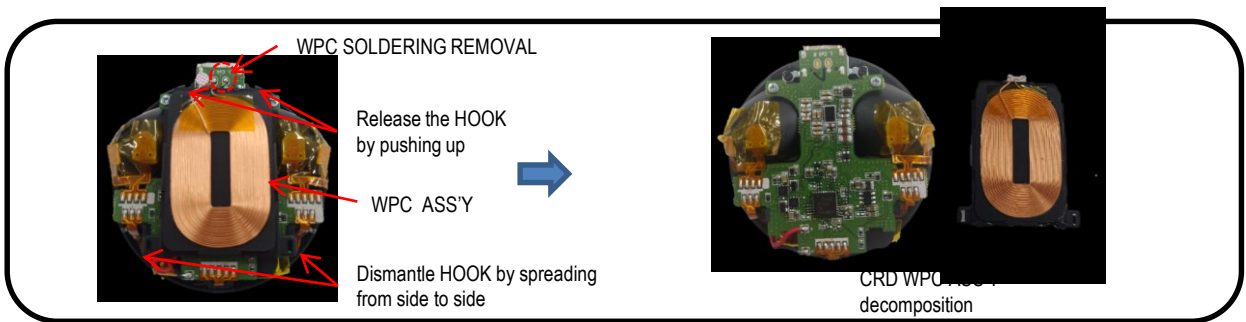 WPC SOLDERING REMOVAL
Release the HOOK
by pushing up
WPC ASS'Y
Dismantle HOOK by spreading
from side to side
CRD WPC
decomposition